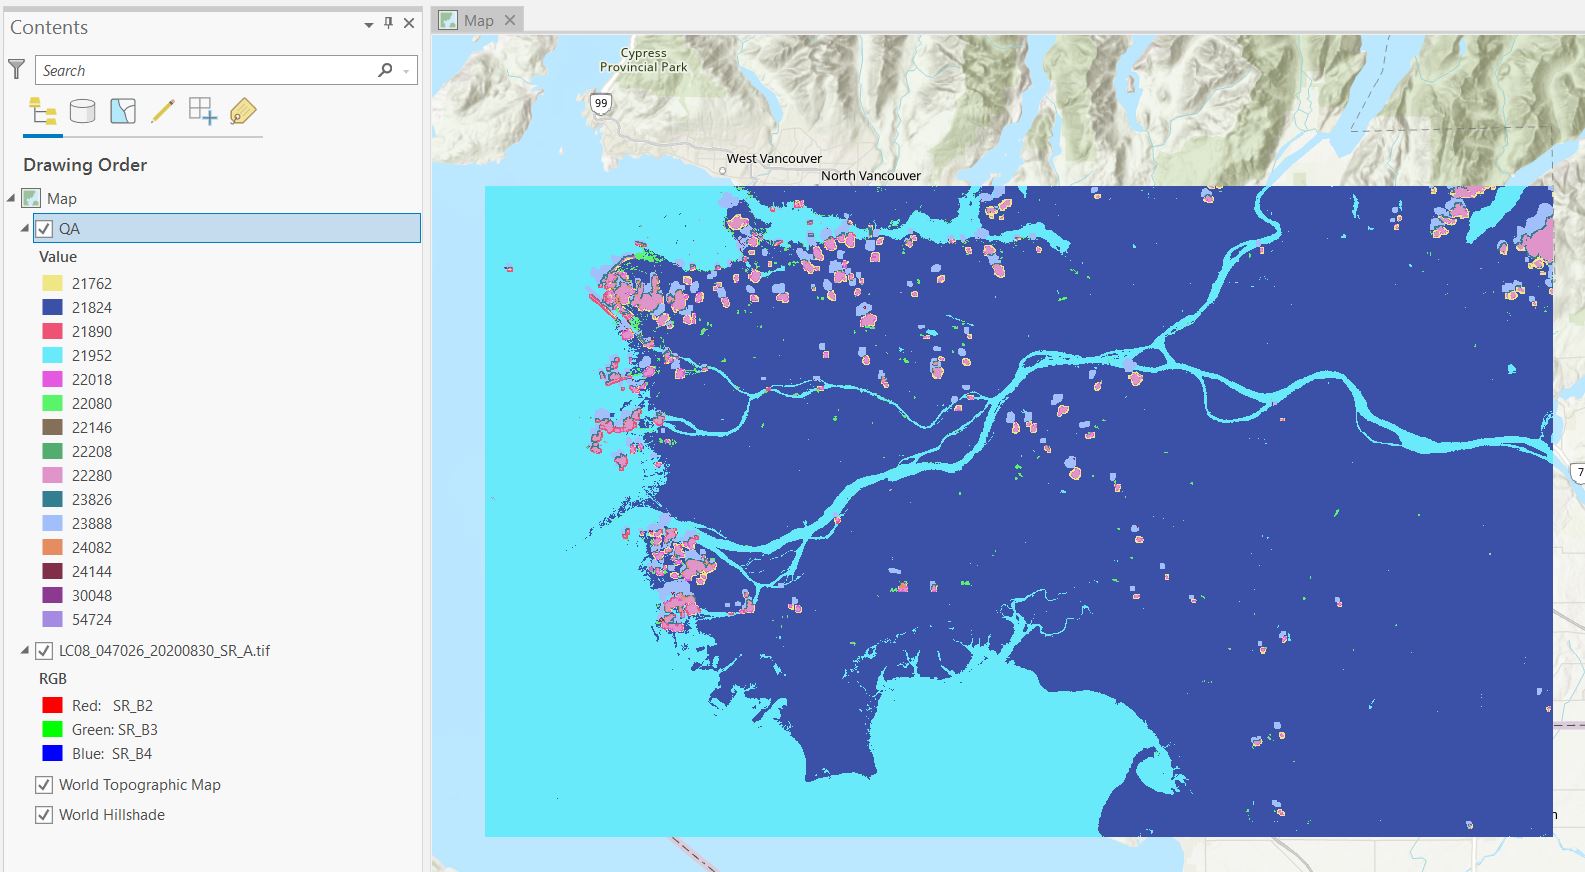 Contents
Search
Drawing Order
Map
QA
Value
21762
21824
21890
21952
22018
22080
22146
22208
22280
23826
23888
24082
24144
30048
54724
LC08_047026_20200830_SR_A.tif
RGB
Red: SR_B2
Green: SR_B3
Blue: SR_B4
World Topographic Map
World Hillshade
Map
Cypress
Provincial Park
99
West Vancouver
North Vancouver
7